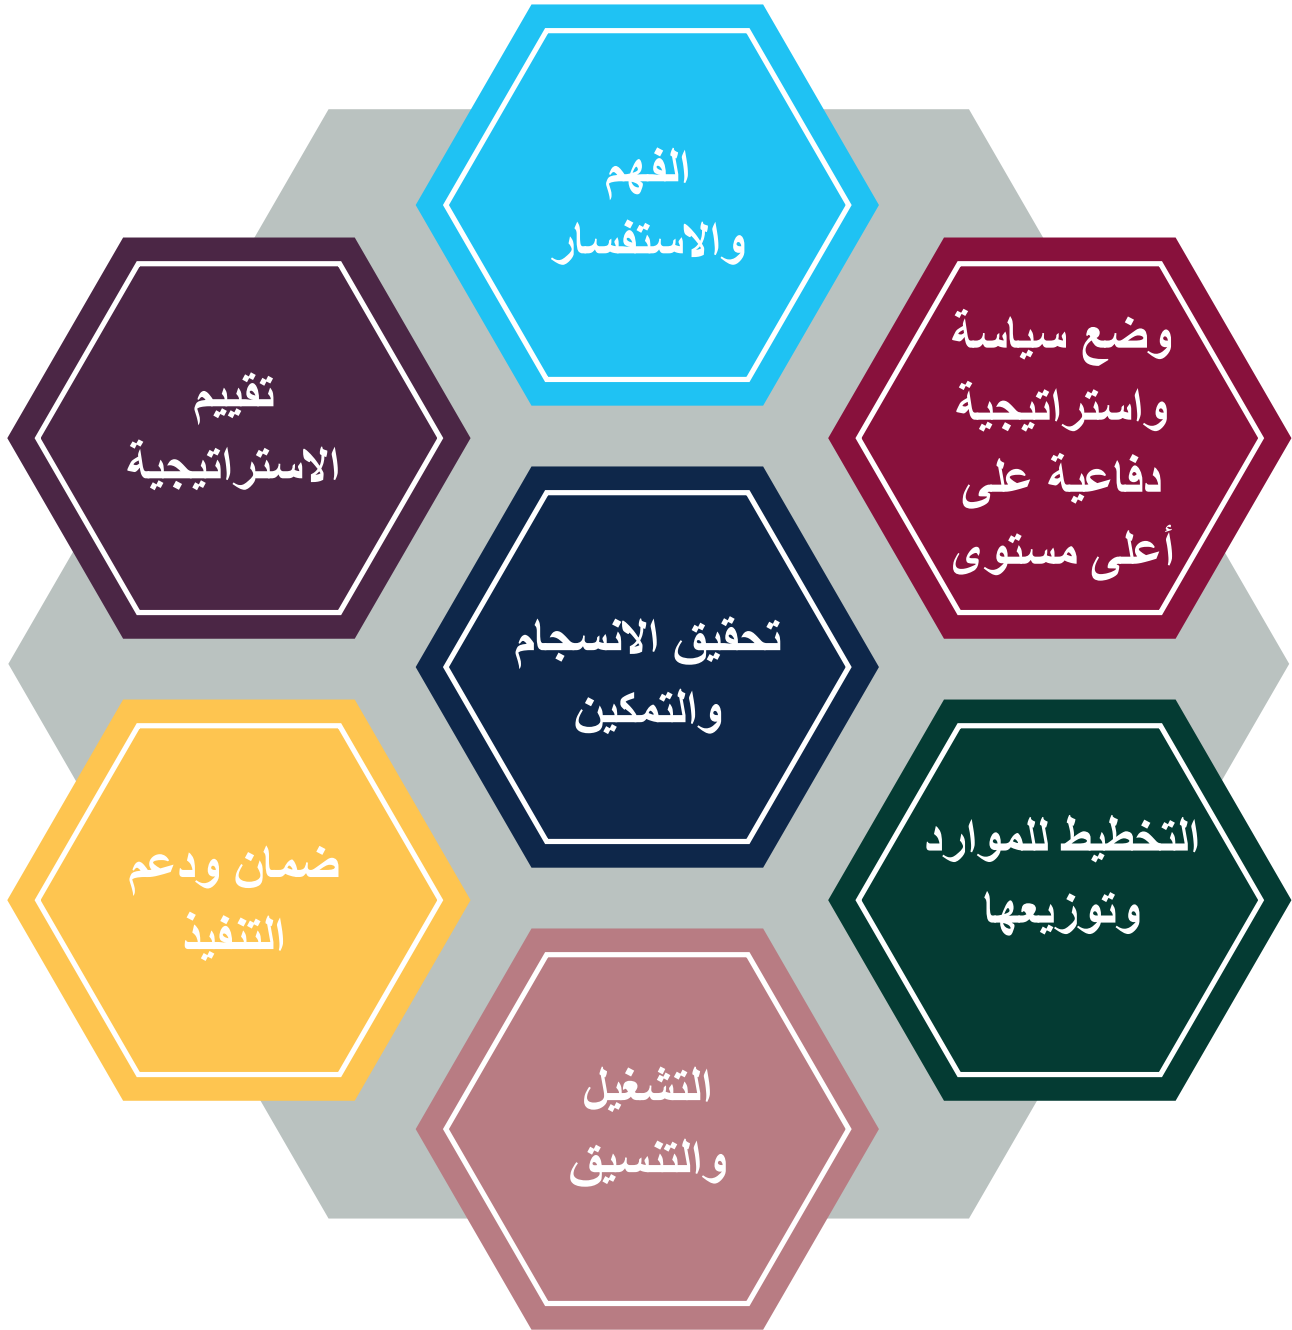 الفهم
والاستفسار
وضع سياسة
واستراتيجية
دفاعية على
أعلى مستوى
التخطيط للموارد
وتوزيعها
التشغيل
والتنسيق
ضمان ودعم
التنفيذ
تقييم
الاستراتيجية
تحقيق الانسجام
والتمكين